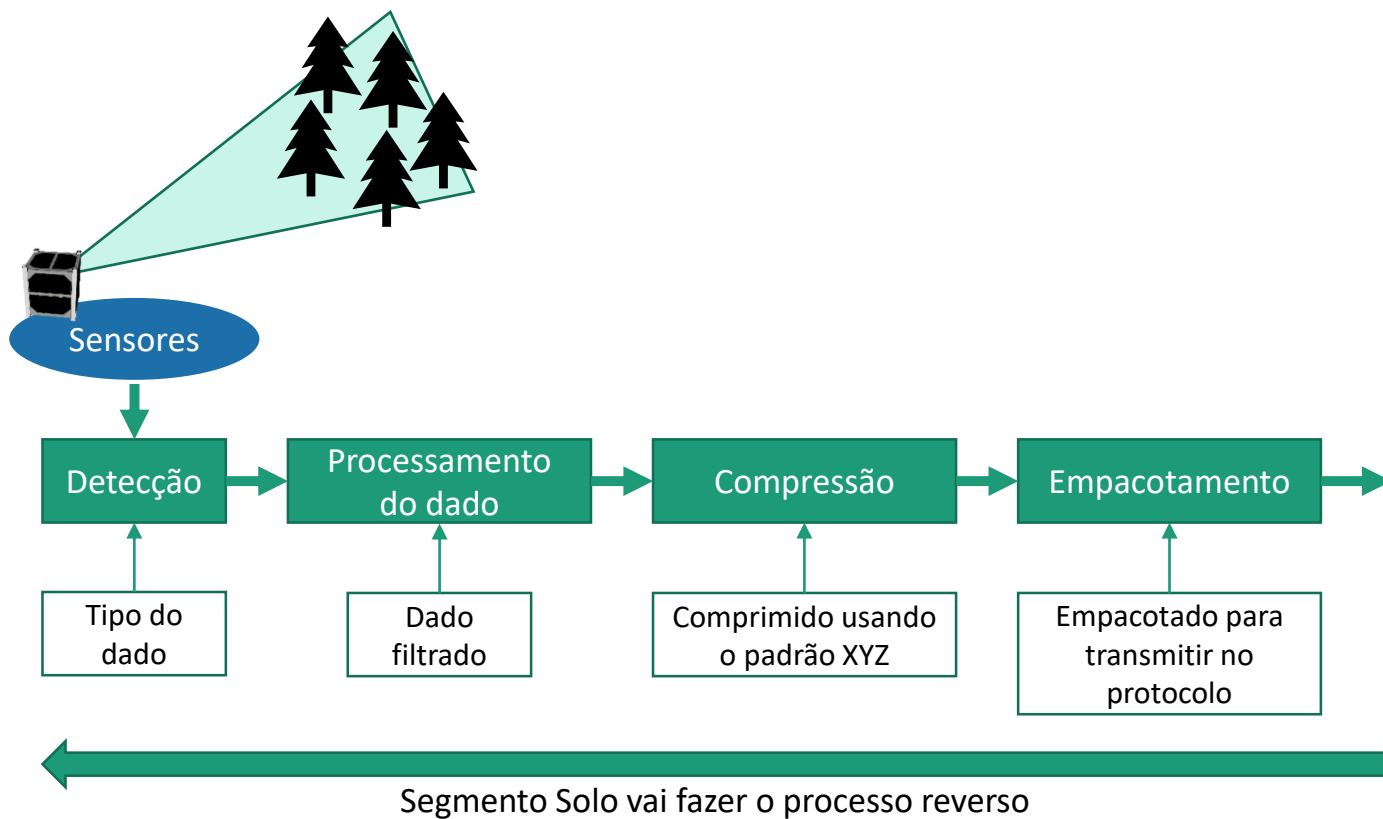 Sensores
Detecção
Processamento
do dado
Compressão
Empacotamento
Tipo do
dado
Dado
filtrado
Comprimido usando
o padrão XYZ
Empacotado para
transmitir no
protocolo
Segmento Solo vai fazer o processo reverso